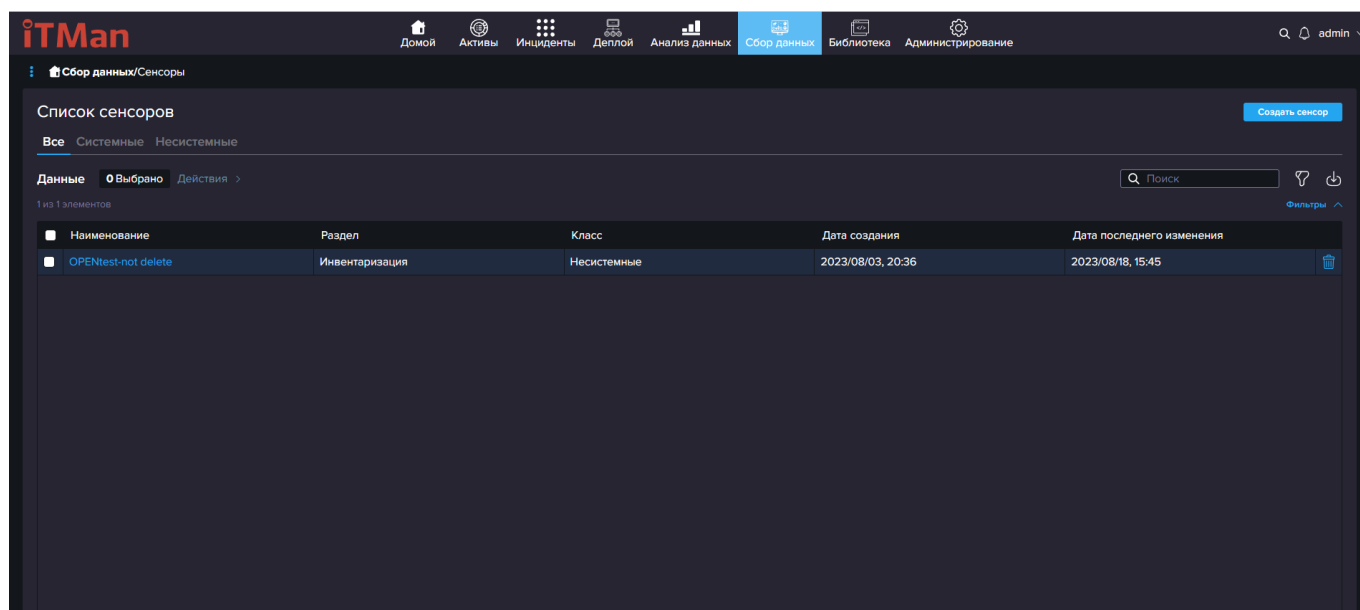 iTMan
Домой Активы Инциденты Деплой Анализ данных Сбор данных Библиотека Администрирование admin
Сбор данных/Сенсоры
Список сенсоров
Создать сенсор
Все Системные Несистемные
Данные 0 Выбрано Действия > Поиск
1 из 1 элементов Фильтры
Наименование Раздел Класс Дата создания Дата последнего изменения
OPENtest-not delete Инвентаризация Несистемные 2023/08/03, 20:36 2023/08/18, 15:45